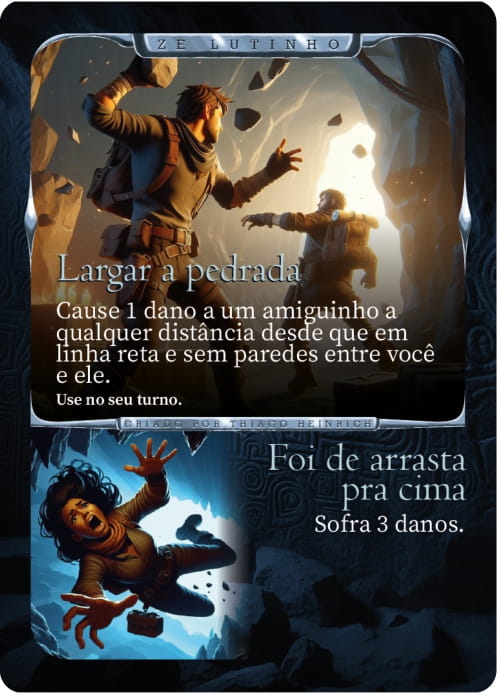 ZÉ LUTINHO
Largar a pedrada
Cause 1 dano a um amiguinho a
qualquer distância desde que em
linha reta e sem paredes entre você
e ele.
Use no seu turno.
CRIADO POR THIAGO HEINRICH
Foi de arrasta
pra cima
Sofra 3 danos.